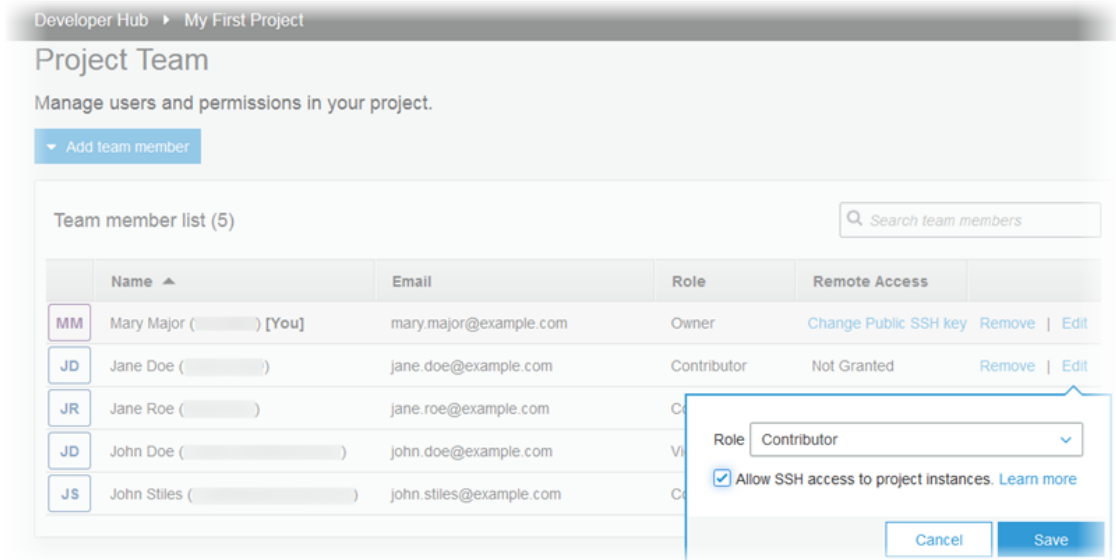 Developer Hub ▸ My First Project
Project Team
Manage users and permissions in your project.
Add team member
Team member list (5)
Search team members
Name Email Role Remote Access
MM Mary Major ( ) [You] mary.major@example.com Owner Change Public SSH key Remove | Edit
JD Jane Doe ( ) jane.doe@example.com Contributor Not Granted Remove | Edit
JR Jane Roe ( ) jane.roe@example.com
JD John Doe ( ) john.doe@example.com
JS John Stiles ( ) john.stiles@example.com
Role Contributor
Allow SSH access to project instances. Learn more
Cancel Save